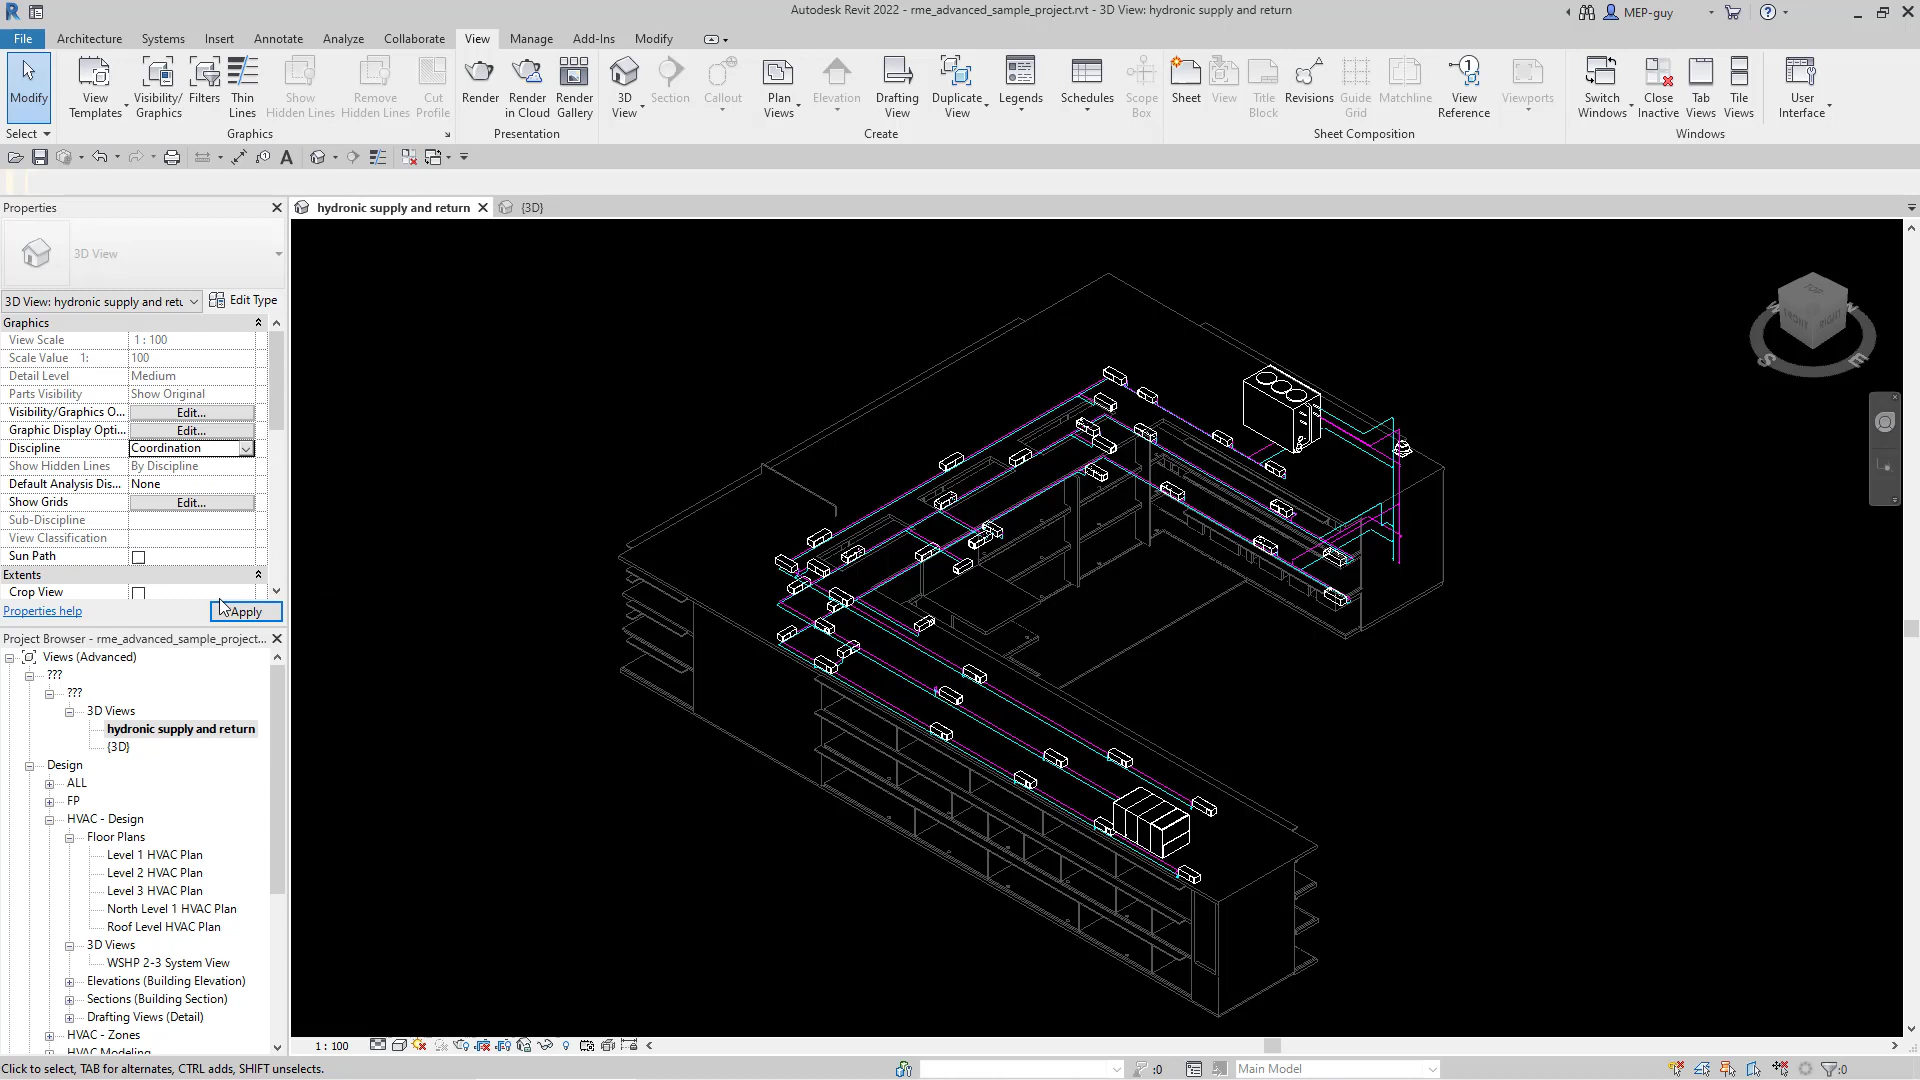 Autodesk Revit 2022 - rme_advanced_sample_project.rvt - 3D View: hydronic supply and return
MEP-guy
File Architecture Systems Insert Annotate Analyze Collaborate View Manage Add-Ins Modify
Modify
View Templates
Visibility/ Graphics
Filters
Thin Lines
Show Hidden Lines
Remove Hidden Lines
Cut Profile
Render
Render in Cloud
Render Gallery
3D View
Section
Callout
Plan Views
Elevation
Drafting View
Duplicate View
Legends
Schedules
Scope Box
Sheet
View
Title Block
Revisions
Guide Grid
Matchline
View Reference
Viewports
Switch Windows
Close Inactive
Tab Views
Tile Views
User Interface
Select Graphics Presentation Create Sheet Composition Windows
Properties
hydronic supply and return
{3D}
3D View
3D View: hydronic supply and retu
Edit Type
Graphics
View Scale 1 : 100
Scale Value 1: 100
Detail Level Medium
Parts Visibility Show Original
Visibility/Graphics O... Edit...
Graphic Display Opti... Edit...
Discipline Coordination
Show Hidden Lines By Discipline
Default Analysis Dis... None
Show Grids Edit...
Sub-Discipline
View Classification
Sun Path
Extents
Crop View
Properties help
Apply
Project Browser - rme_advanced_sample_project...
Views (Advanced)
???
???
3D Views
hydronic supply and return
{3D}
Design
ALL
FP
HVAC - Design
Floor Plans
Level 1 HVAC Plan
Level 2 HVAC Plan
Level 3 HVAC Plan
North Level 1 HVAC Plan
Roof Level HVAC Plan
3D Views
WSHP 2-3 System View
Elevations (Building Elevation)
Sections (Building Section)
Drafting Views (Detail)
HVAC - Zones
HVAC Modeling
TOP
FRONT
RIGHT
W
N
S
E
1 : 100
Click to select, TAB for alternates, CTRL adds, SHIFT unselects.
:0
Main Model
:0